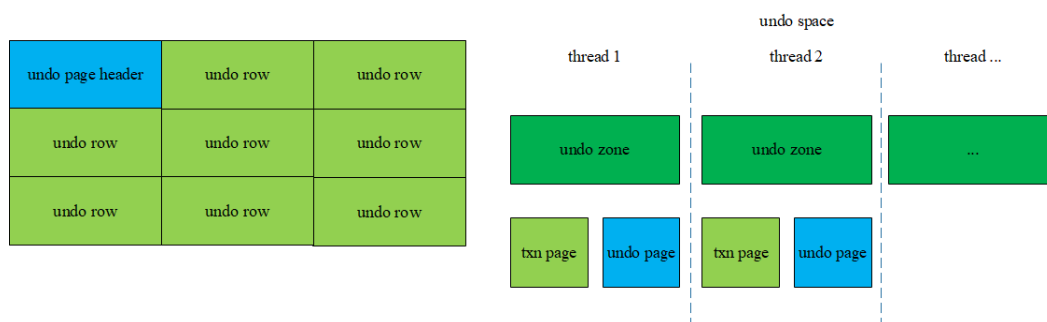 undo page header undo row undo row
undo row undo row undo row
undo row undo row undo row
undo space
thread 1 thread 2 thread ...
undo zone undo zone ...
txn page undo page txn page undo page